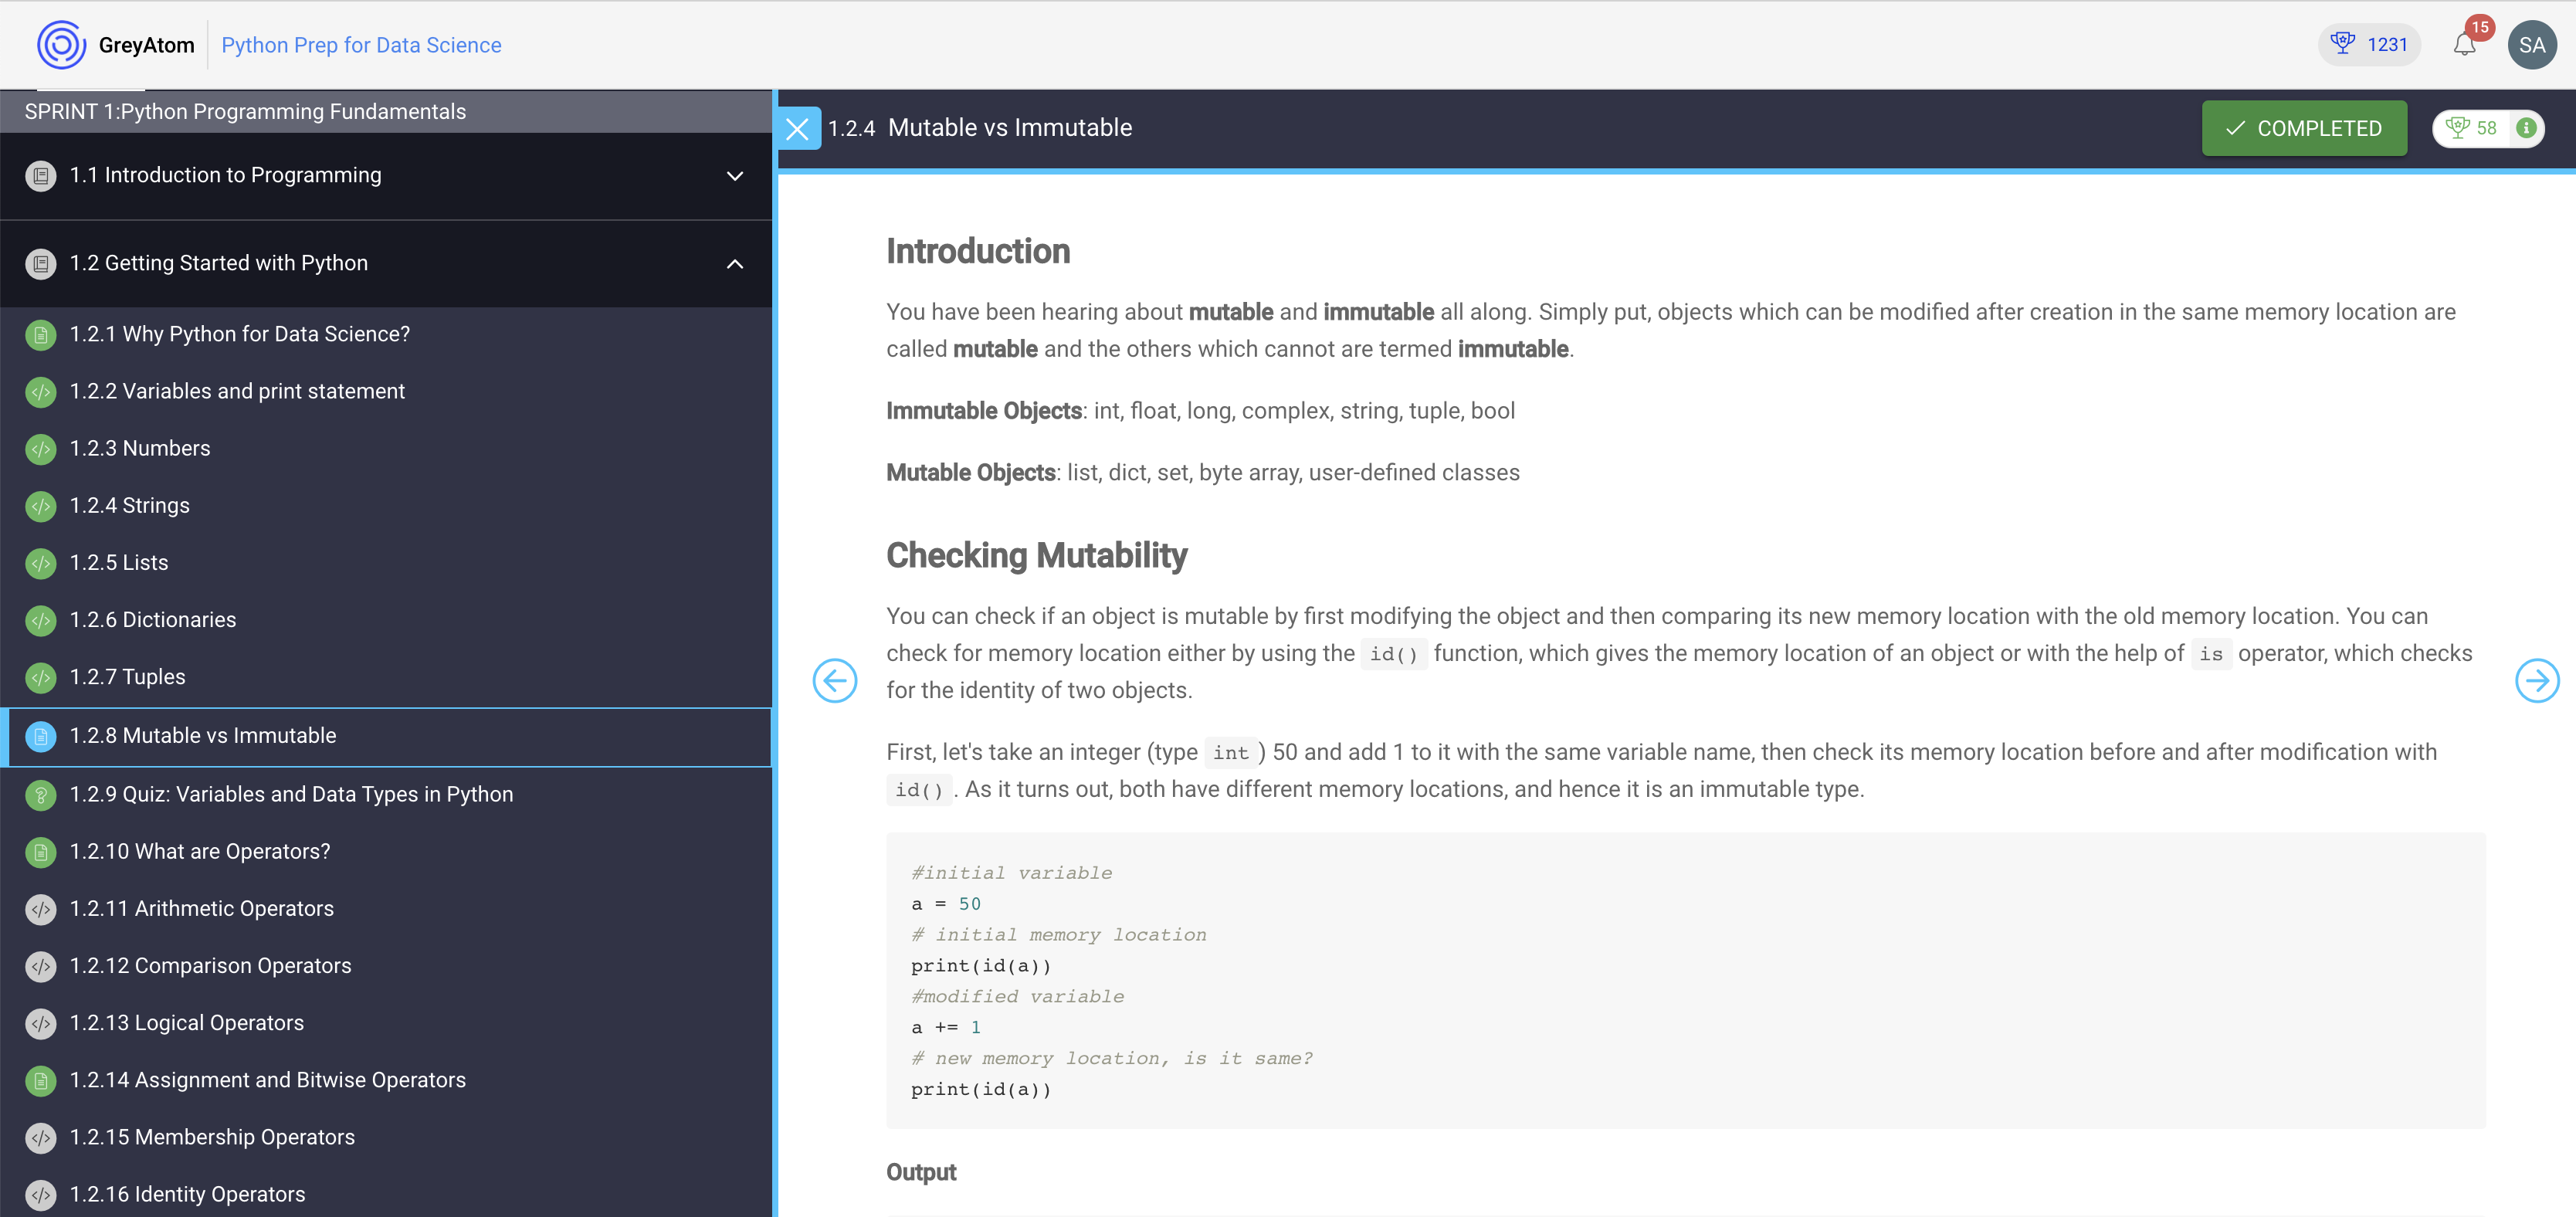 GreyAtom
Python Prep for Data Science
1231
15
SA
SPRINT 1:Python Programming Fundamentals
1.1 Introduction to Programming
1.2 Getting Started with Python
1.2.1 Why Python for Data Science?
1.2.2 Variables and print statement
1.2.3 Numbers
1.2.4 Strings
1.2.5 Lists
1.2.6 Dictionaries
1.2.7 Tuples
1.2.8 Mutable vs Immutable
1.2.9 Quiz: Variables and Data Types in Python
1.2.10 What are Operators?
1.2.11 Arithmetic Operators
1.2.12 Comparison Operators
1.2.13 Logical Operators
1.2.14 Assignment and Bitwise Operators
1.2.15 Membership Operators
1.2.16 Identity Operators
1.2.4 Mutable vs Immutable
COMPLETED
58
Introduction
You have been hearing about mutable and immutable all along. Simply put, objects which can be modified after creation in the same memory location are
called mutable and the others which cannot are termed immutable.
Immutable Objects: int, float, long, complex, string, tuple, bool
Mutable Objects: list, dict, set, byte array, user-defined classes
Checking Mutability
You can check if an object is mutable by first modifying the object and then comparing its new memory location with the old memory location. You can
check for memory location either by using the id() function, which gives the memory location of an object or with the help of is operator, which checks
for the identity of two objects.
First, let's take an integer (type int ) 50 and add 1 to it with the same variable name, then check its memory location before and after modification with
id() . As it turns out, both have different memory locations, and hence it is an immutable type.
#initial variable
a = 50
# initial memory location
print(id(a))
#modified variable
a += 1
# new memory location, is it same?
print(id(a))
Output